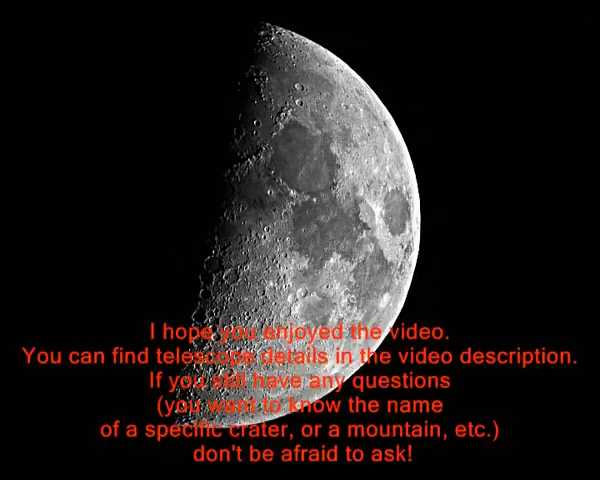 I hope you enjoyed the video.
You can find telescope details in the video description.
If you still have any questions
(you want to know the name
of a specific crater, or a mountain, etc.)
don't be afraid to ask!